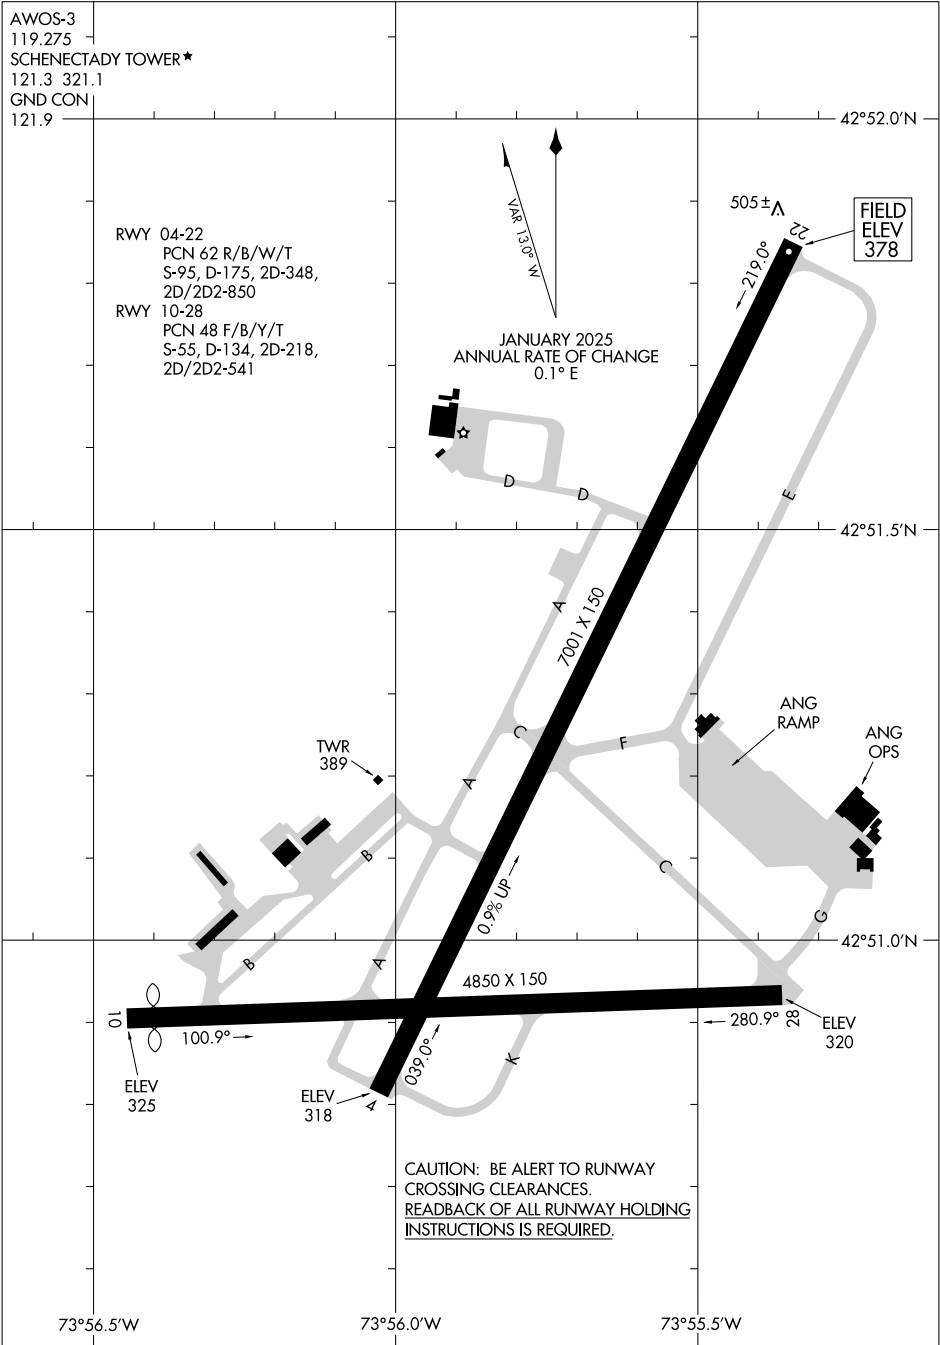 AWOS-3
119.275
SCHENECTADY TOWER★
121.3 321.1
GND CON
121.9
42°52.0'N
VAR 13.0° W
JANUARY 2025
ANNUAL RATE OF CHANGE
0.1° E
505±
22
FIELD
ELEV
378
219.0°
RWY 04-22
PCN 62 R/B/W/T
S-95, D-175, 2D-348,
2D/2D2-850
RWY 10-28
PCN 48 F/B/Y/T
S-55, D-134, 2D-218,
2D/2D2-541
D
D
E
42°51.5'N
A
7001 X 150
C
F
ANG
RAMP
ANG
OPS
TWR
389
A
B
C
0.9% UP
G
42°51.0'N
B
A
4850 X 150
10
100.9°
280.9°
28
ELEV
320
039.0°
K
ELEV
325
ELEV
318
4
CAUTION: BE ALERT TO RUNWAY
CROSSING CLEARANCES.
READBACK OF ALL RUNWAY HOLDING
INSTRUCTIONS IS REQUIRED.
73°56.5'W
73°56.0'W
73°55.5'W